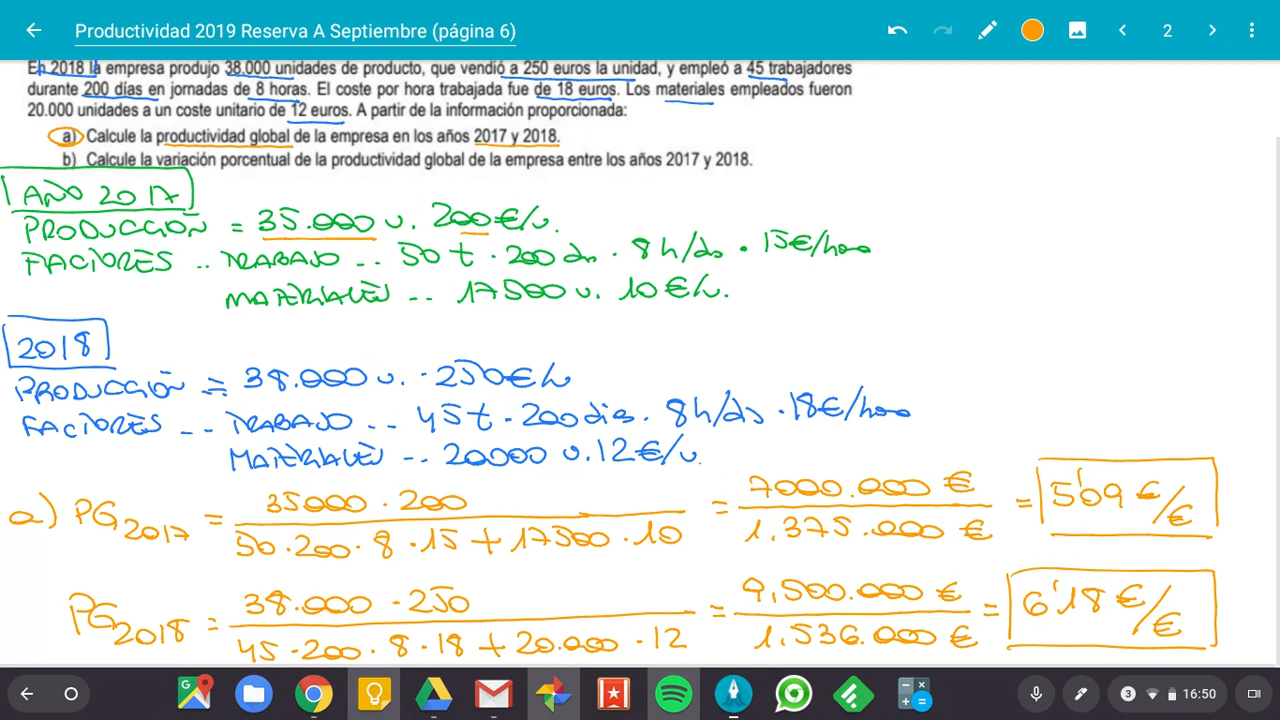 Productividad 2019 Reserva A Septiembre (página 6)
2
En 2018 la empresa produjo 38.000 unidades de producto, que vendió a 250 euros la unidad, y empleó a 45 trabajadores
durante 200 días en jornadas de 8 horas. El coste por hora trabajada fue de 18 euros. Los materiales empleados fueron
20.000 unidades a un coste unitario de 12 euros. A partir de la información proporcionada:
a) Calcule la productividad global de la empresa en los años 2017 y 2018.
b) Calcule la variación porcentual de la productividad global de la empresa entre los años 2017 y 2018.
AÑO 2017
PRODUCCIÓN = 35.000 u. 200€/u.
FACTORES .. TRABAJO .. 50 t · 200 días · 8h/día · 15€/hora
MATERIALES .. 17500 u. 10€/u.
2018
PRODUCCIÓN = 38.000 u. · 250€/u
FACTORES .. TRABAJO .. 45 t · 200 días · 8h/día · 18€/hora
MATERIALES .. 20000 u. 12€/u.
a) PG2017 = 35000 · 200 / 50·200·8·15 + 17500·10 = 7000.000 € / 1.375.000 € = 5'09 €/€
PG2018 = 38.000 · 250 / 45·200·8·18 + 20.000·12 = 9.500.000 € / 1.536.000 € = 6'18 €/€
3 16:50